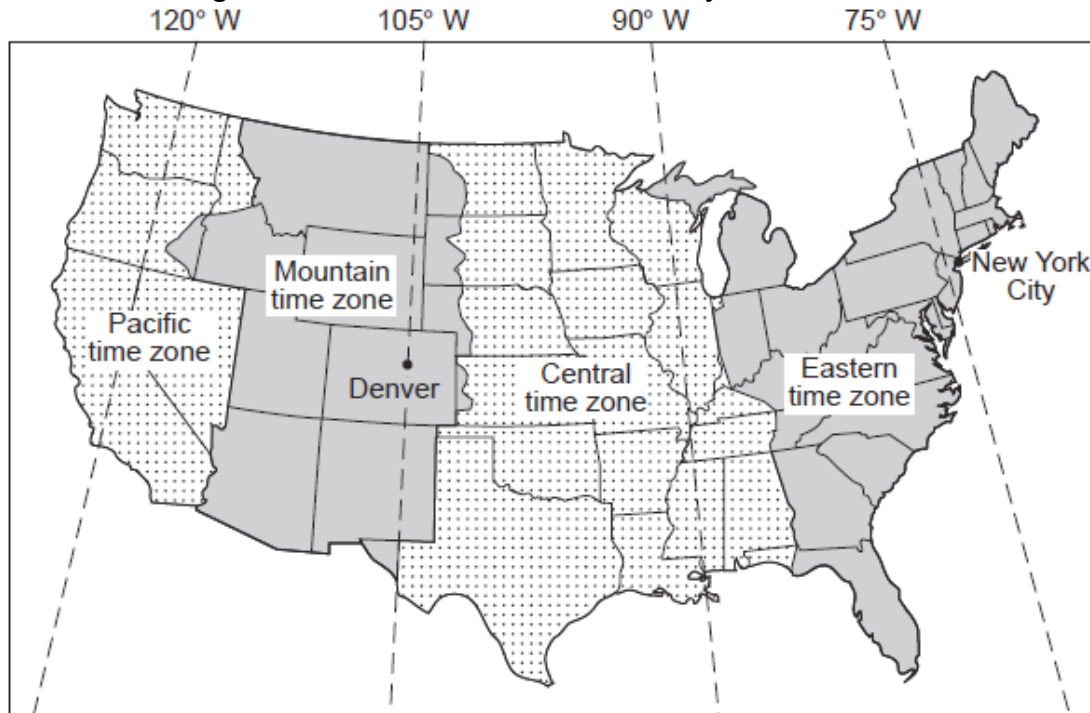 120° W 105° W 90° W 75° W
Mountain
time zone
New York
City
Pacific
time zone
Denver
Central
time zone
Eastern
time zone